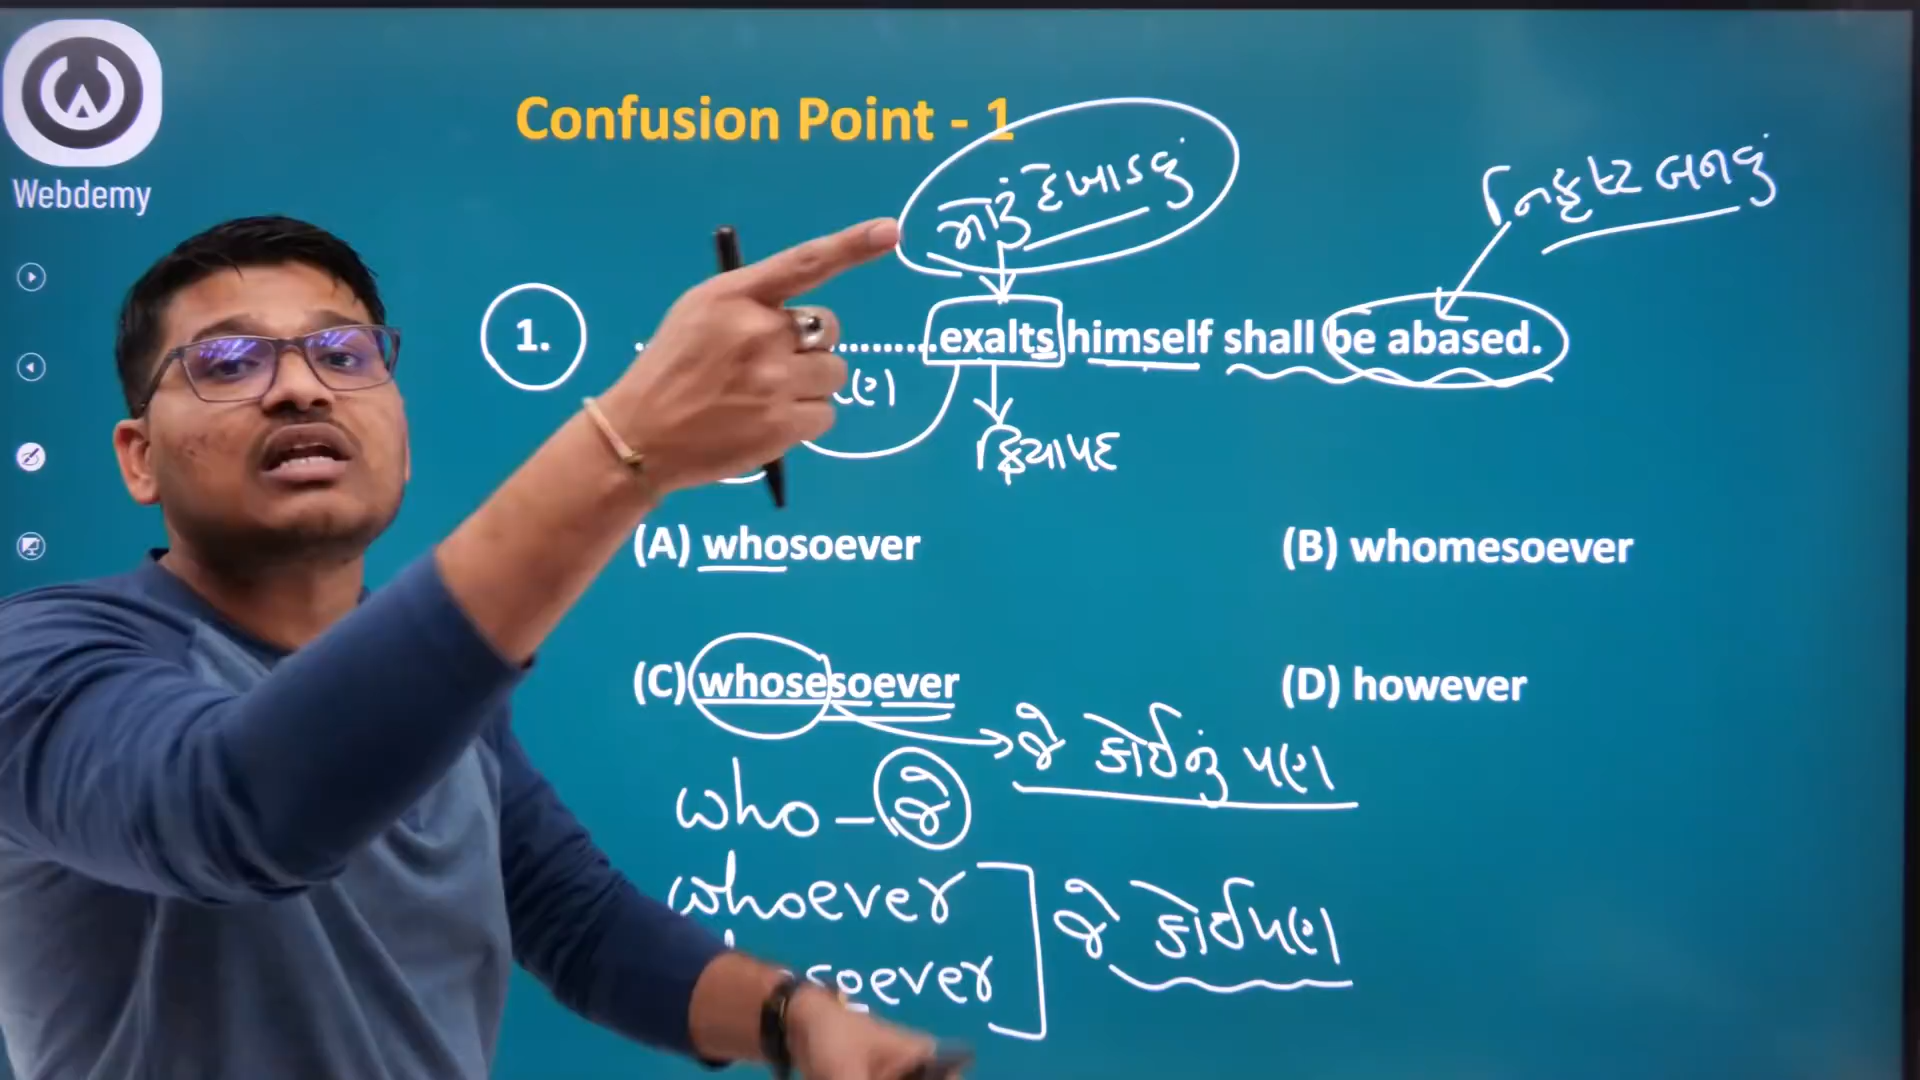 Webdemy
Confusion Point - 1
મોટું દેખાડવું
નિકૃષ્ટ બનવું
1. ............exalts himself shall be abased.
ક્રિયાપદ
(A) whosoever
(B) whomesoever
(C) whosesoever
(D) however
જે કોઈનું પણ
who - જે
whoever
જે કોઈપણ
soever